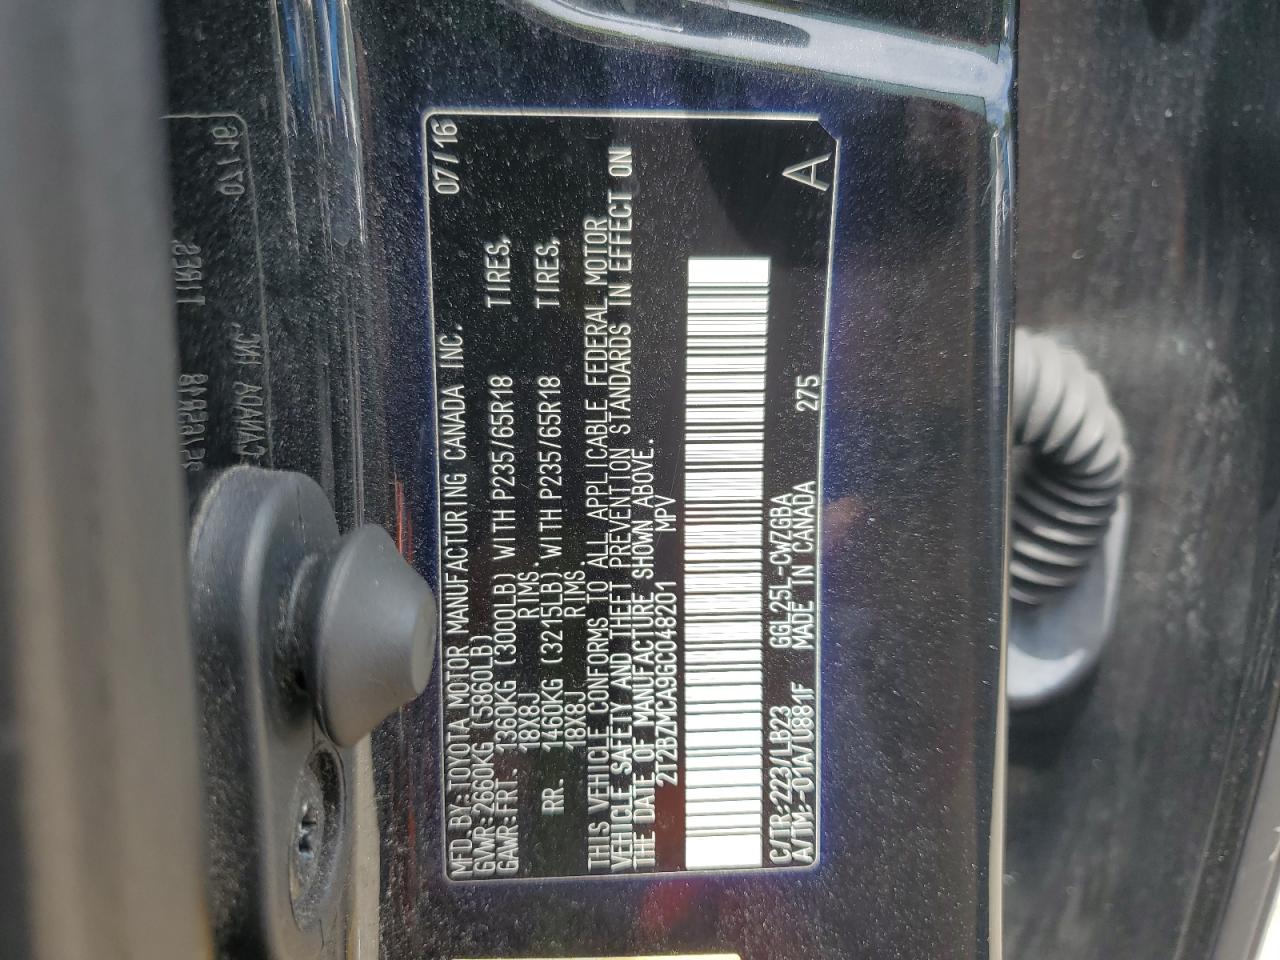 MFD.BY:TOYOTA MOTOR MANUFACTURING CANADA INC. 07/16
GVWR:2660KG (5860LB)
GAWR:FRT. 1360KG (3000LB) WITH P235/65R18 TIRES,
18X8J RIMS.
RR. 1460KG (3215LB) WITH P235/65R18 TIRES,
18X8J RIMS.
THIS VEHICLE CONFORMS TO ALL APPLICABLE FEDERAL MOTOR
VEHICLE SAFETY AND THEFT PREVENTION STANDARDS IN EFFECT ON
THE DATE OF MANUFACTURE SHOWN ABOVE.
2T2BZMCA9GC048201 MPV
C/TR:223/LB23 GGL25L-CWZGBA
A/TM:-01A/U881F MADE IN CANADA 275
A